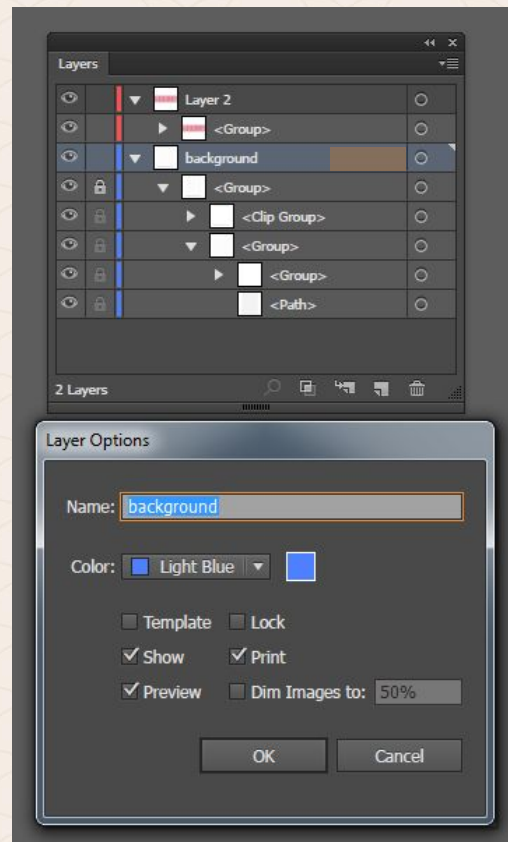 Layers
Layer 2
<Group>
background
<Group>
<Clip Group>
<Group>
<Group>
<Path>
2 Layers
Layer Options
Name: background
Color: Light Blue
Template Lock
Show Print
Preview Dim Images to: 50%
OK Cancel